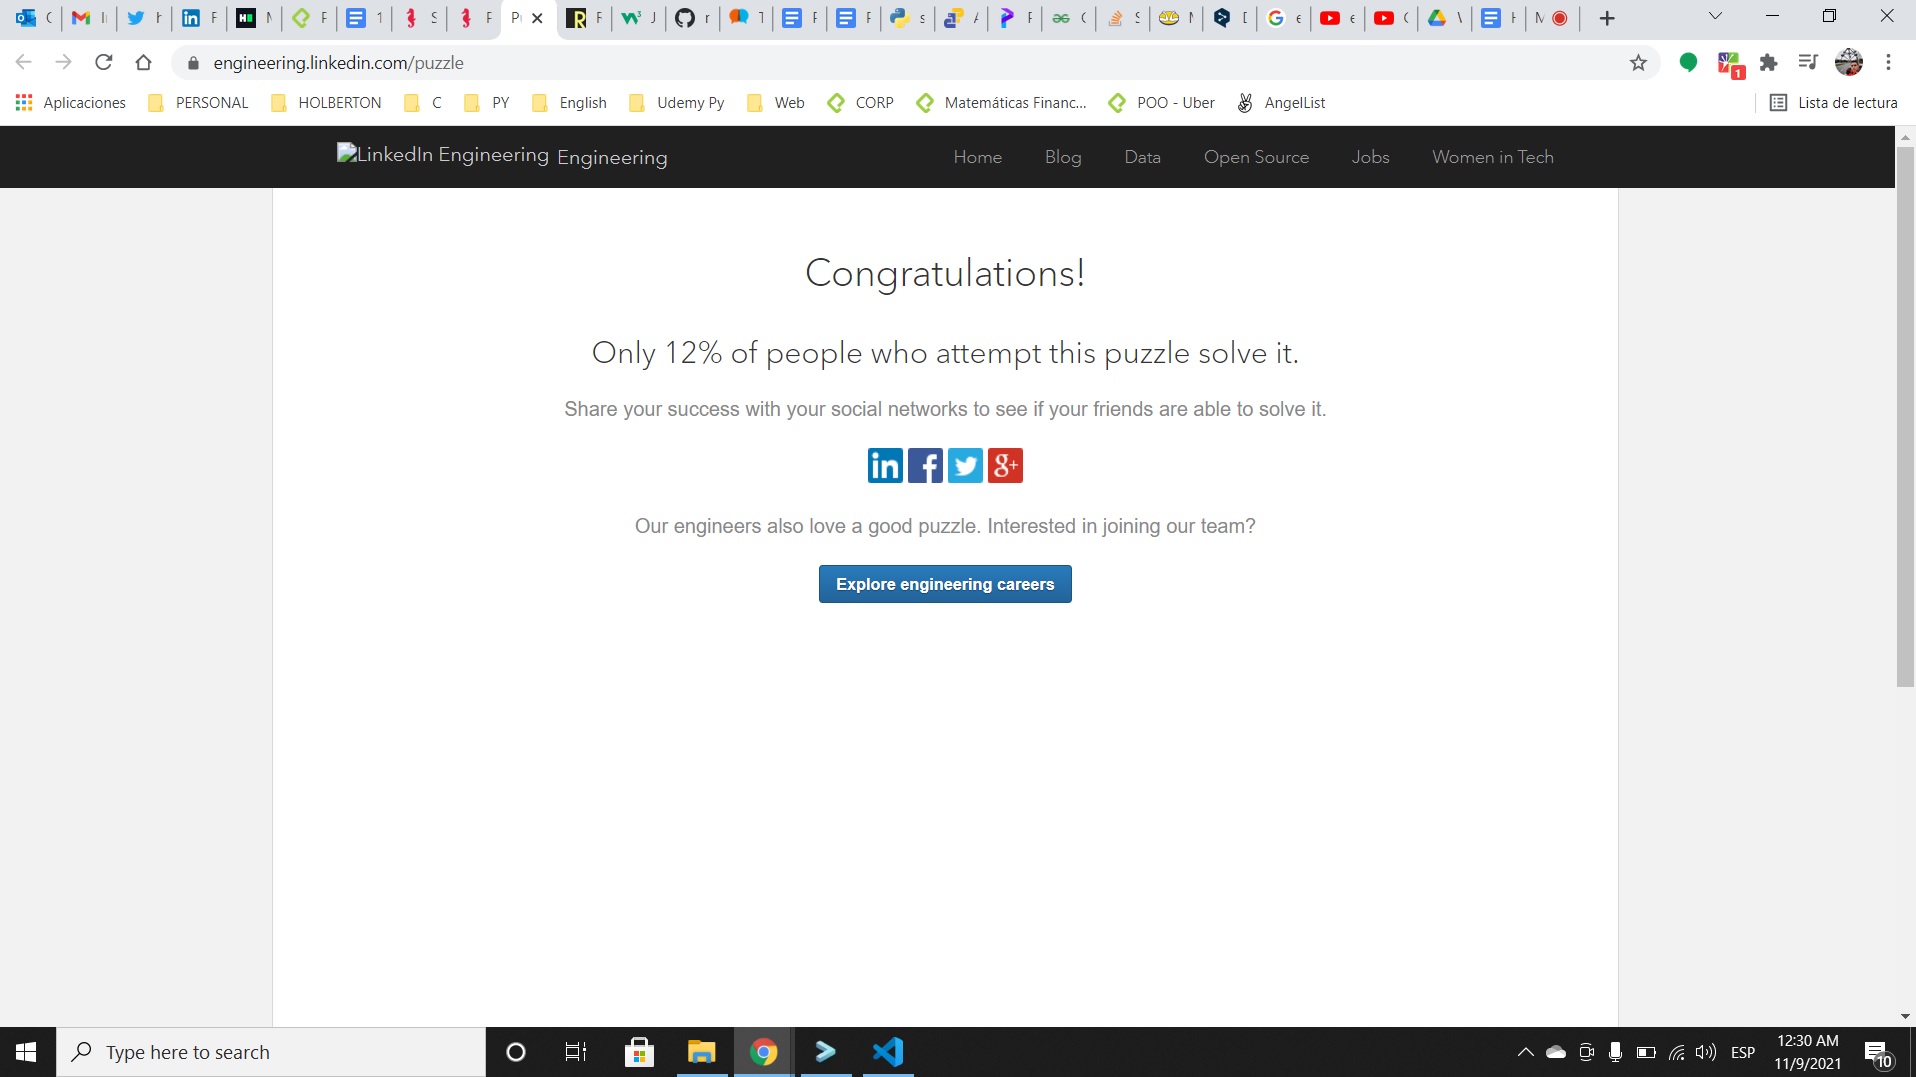 engineering.linkedin.com/puzzle
Aplicaciones PERSONAL HOLBERTON C PY English Udemy Py Web CORP Matemáticas Financ... POO - Uber AngelList Lista de lectura
LinkedIn Engineering Engineering Home Blog Data Open Source Jobs Women in Tech
Congratulations!
Only 12% of people who attempt this puzzle solve it.
Share your success with your social networks to see if your friends are able to solve it.
in f g+
Our engineers also love a good puzzle. Interested in joining our team?
Explore engineering careers
Type here to search
ESP
12:30 AM
11/9/2021
10